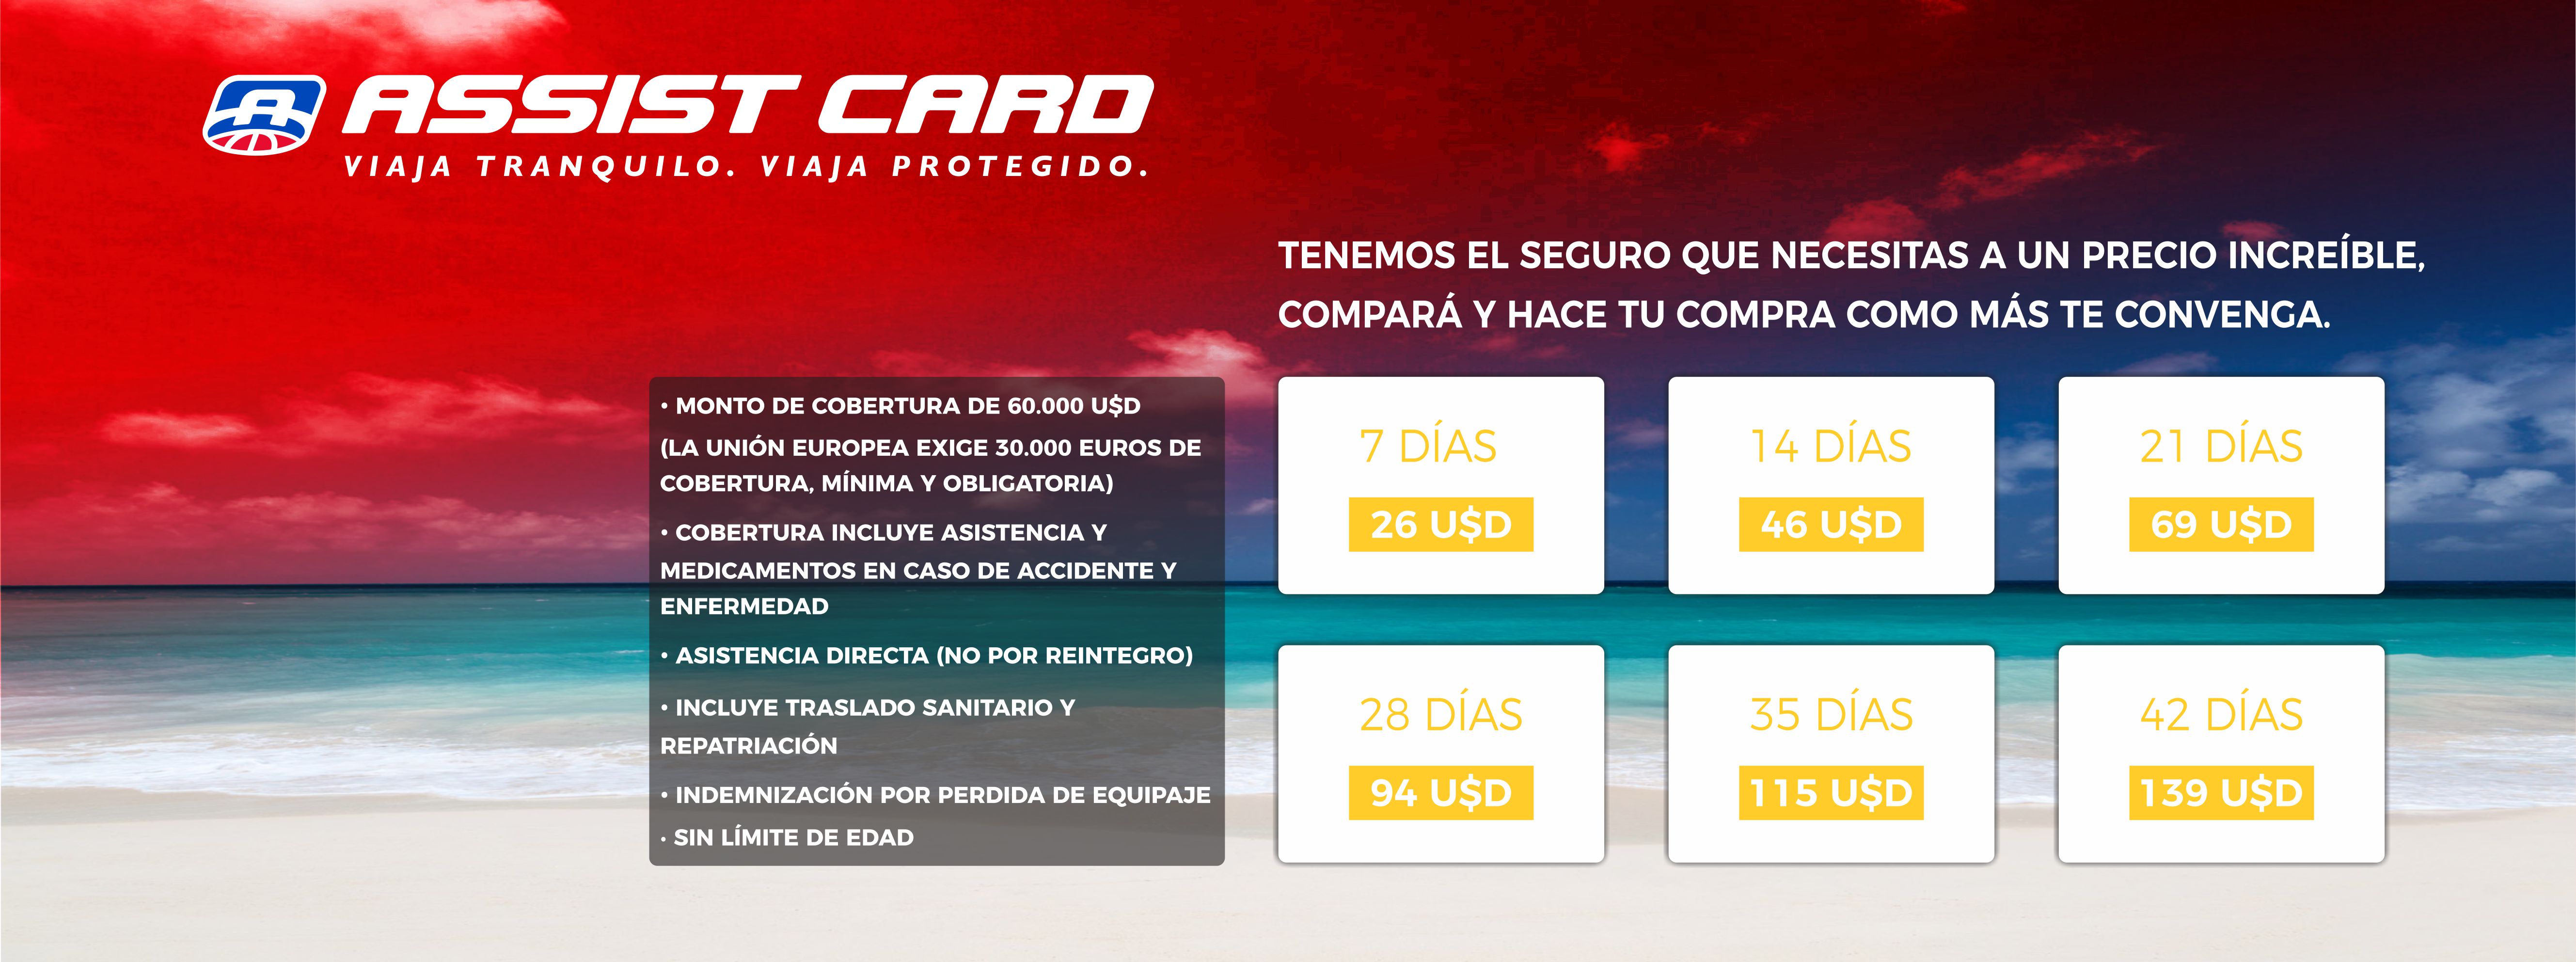 ASSIST CARD
VIAJA TRANQUILO. VIAJA PROTEGIDO.
TENEMOS EL SEGURO QUE NECESITAS A UN PRECIO INCREÍBLE,
COMPARÁ Y HACE TU COMPRA COMO MÁS TE CONVENGA.
• MONTO DE COBERTURA DE 60.000 U$D
(LA UNIÓN EUROPEA EXIGE 30.000 EUROS DE
COBERTURA, MÍNIMA Y OBLIGATORIA)
• COBERTURA INCLUYE ASISTENCIA Y
MEDICAMENTOS EN CASO DE ACCIDENTE Y
ENFERMEDAD
• ASISTENCIA DIRECTA (NO POR REINTEGRO)
• INCLUYE TRASLADO SANITARIO Y
REPATRIACIÓN
• INDEMNIZACIÓN POR PERDIDA DE EQUIPAJE
• SIN LÍMITE DE EDAD
7 DÍAS
26 U$D
14 DÍAS
46 U$D
21 DÍAS
69 U$D
28 DÍAS
94 U$D
35 DÍAS
115 U$D
42 DÍAS
139 U$D